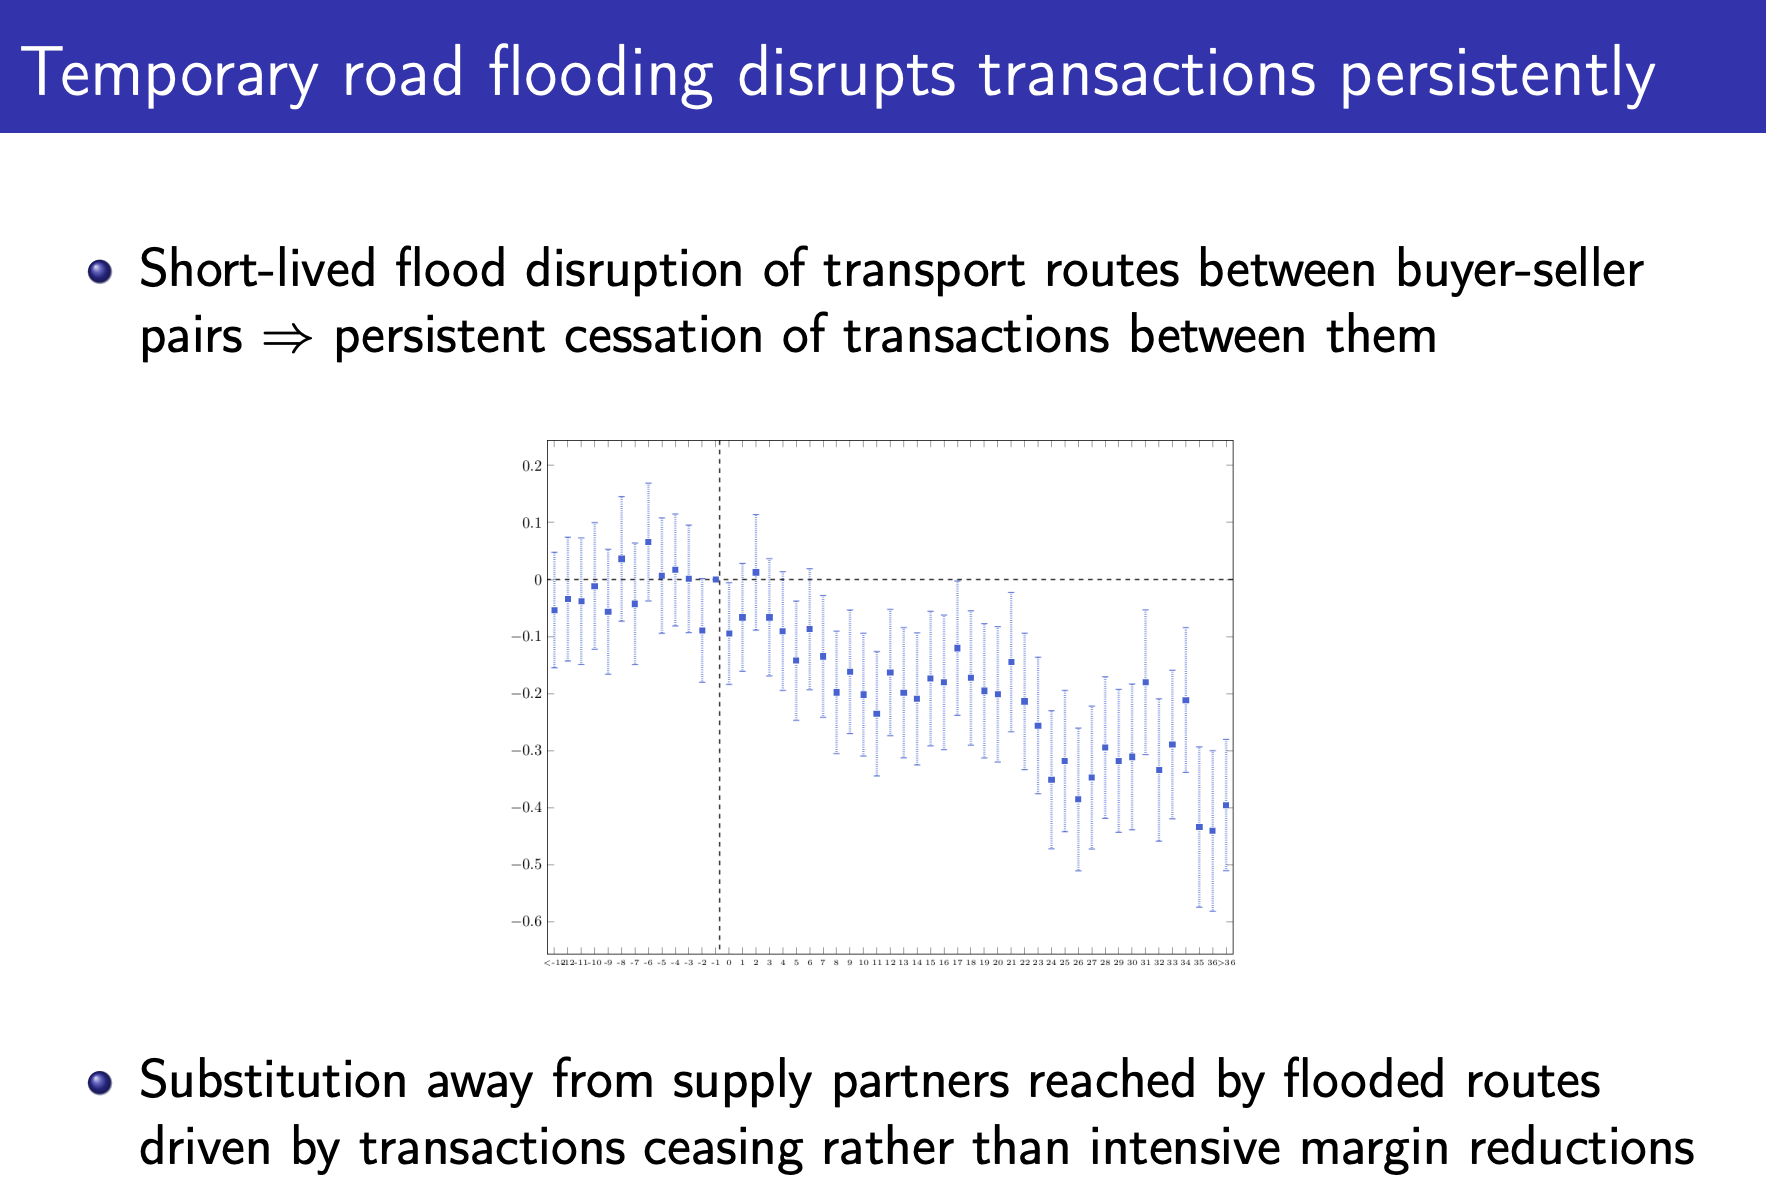 Temporary road flooding disrupts transactions persistently
Short-lived flood disruption of transport routes between buyer-seller
pairs ⇒ persistent cessation of transactions between them
0.2
0.1
0
−0.1
−0.2
−0.3
−0.4
−0.5
−0.6
<-12 -12 -11 -10 -9 -8 -7 -6 -5 -4 -3 -2 -1 0 1 2 3 4 5 6 7 8 9 10 11 12 13 14 15 16 17 18 19 20 21 22 23 24 25 26 27 28 29 30 31 32 33 34 35 36 >36
Substitution away from supply partners reached by flooded routes
driven by transactions ceasing rather than intensive margin reductions